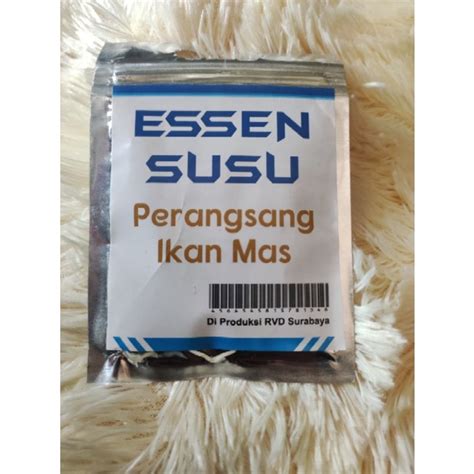 ESSEN
SUSU
Perangsang
Ikan Mas
Di Produksi RVD Surabaya